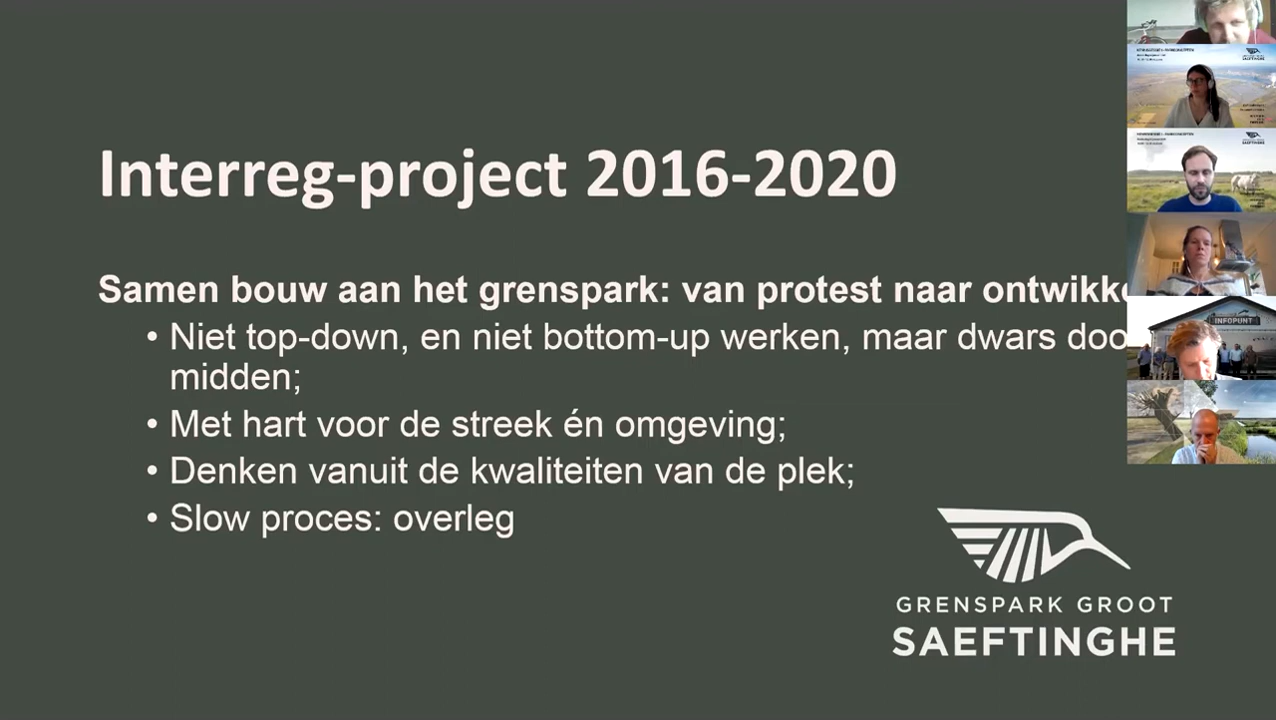 Interreg-project 2016-2020
Samen bouw aan het grenspark: van protest naar
• Niet top-down, en niet bottom-up werken, maar dwars
midden;
• Met hart voor de streek én omgeving;
• Denken vanuit de kwaliteiten van de plek;
• Slow proces: overleg
GRENSPARK GROOT
SAEFTINGHE
SAEFTINGHE
SAEFTINGHE
INFOPUNT